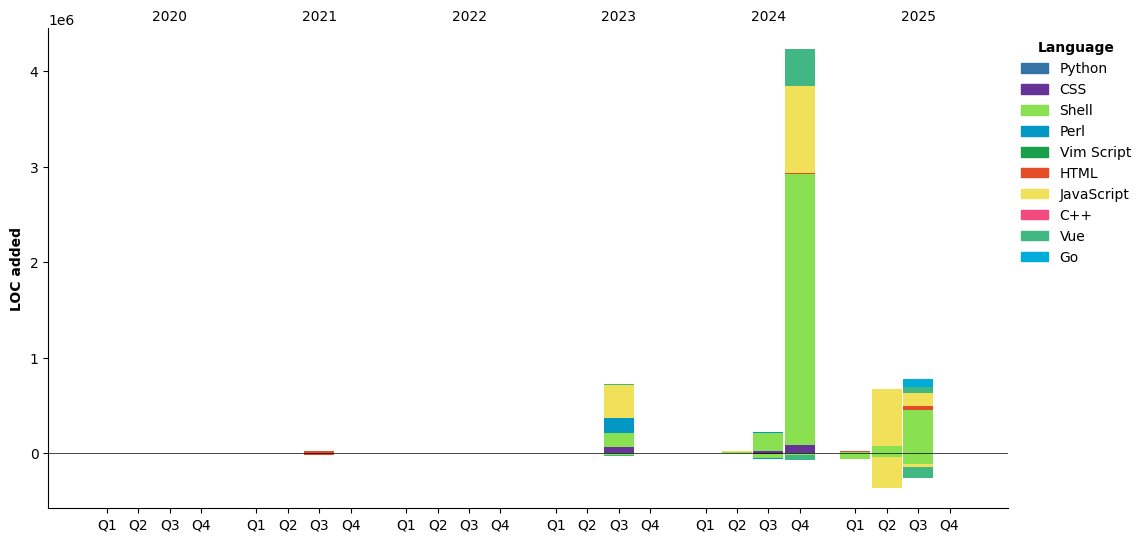 1e6
2020 2021 2022 2023 2024 2025
Language
Python
CSS
Shell
Perl
Vim Script
HTML
JavaScript
C++
Vue
Go
LOC added
4
3
2
1
0
Q1 Q2 Q3 Q4 Q1 Q2 Q3 Q4 Q1 Q2 Q3 Q4 Q1 Q2 Q3 Q4 Q1 Q2 Q3 Q4 Q1 Q2 Q3 Q4